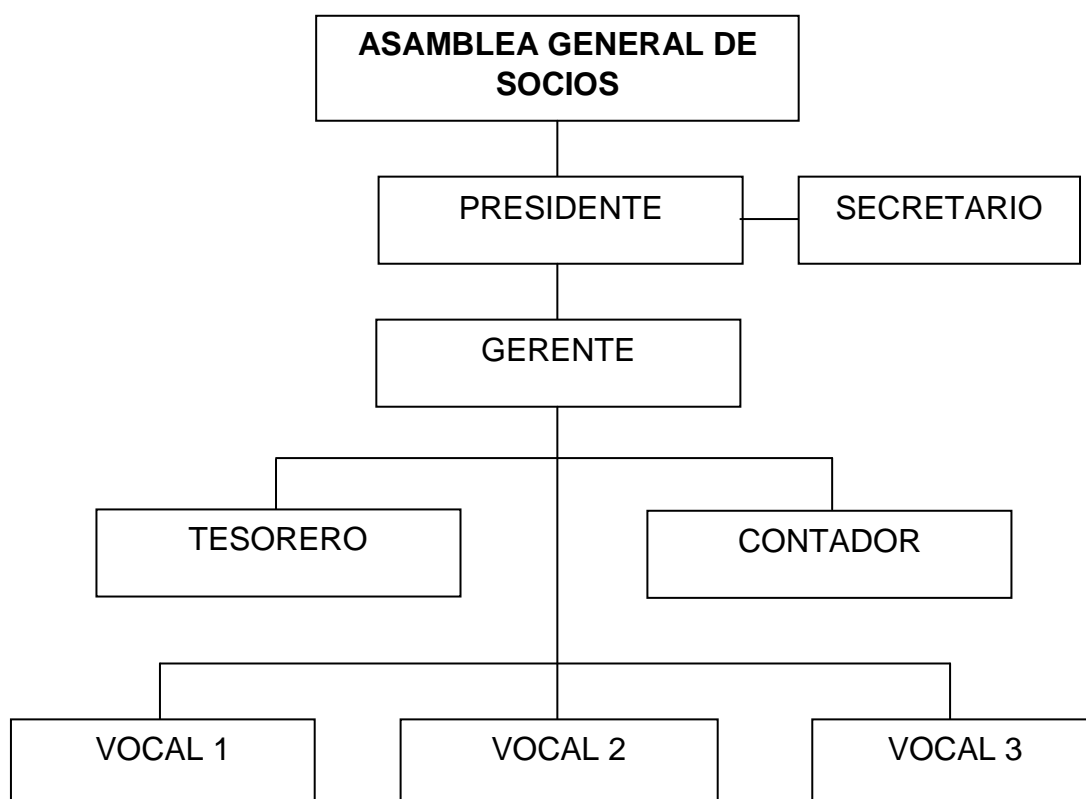 ASAMBLEA GENERAL DE
SOCIOS
PRESIDENTE
SECRETARIO
GERENTE
TESORERO
CONTADOR
VOCAL 1
VOCAL 2
VOCAL 3